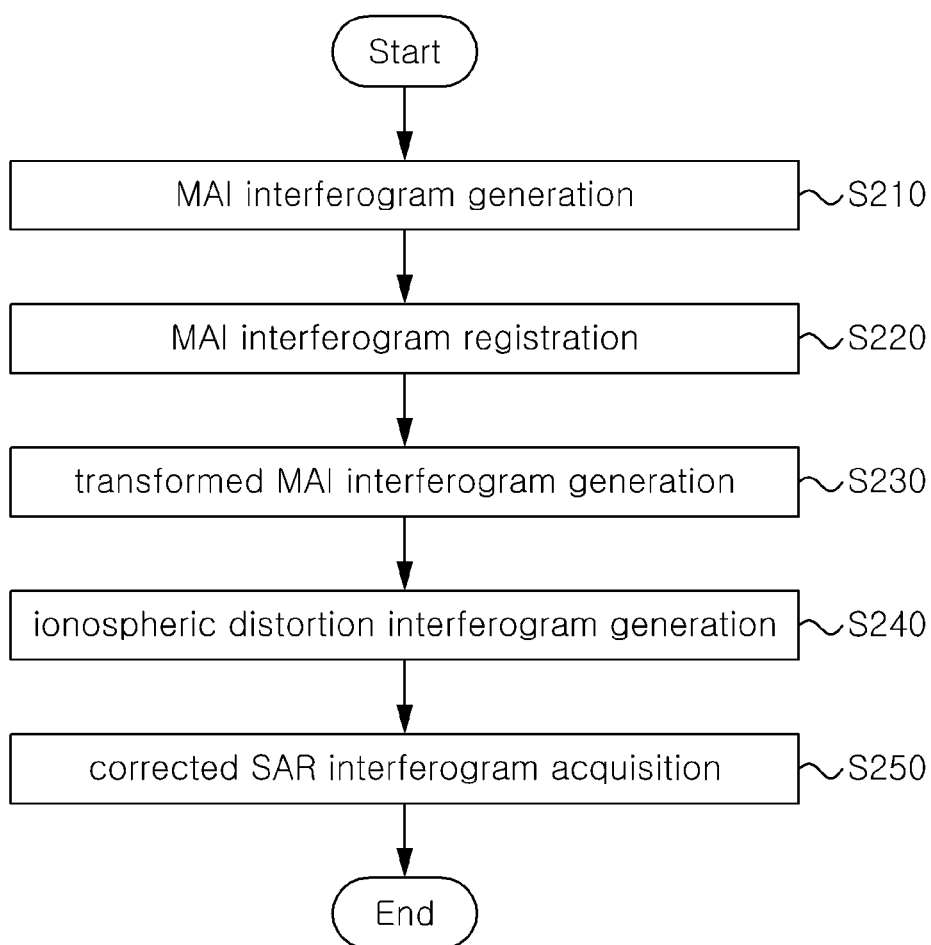 Start
MAI interferogram generation S210
MAI interferogram registration S220
transformed MAI interferogram generation S230
ionospheric distortion interferogram generation S240
corrected SAR interferogram acquisition S250
End